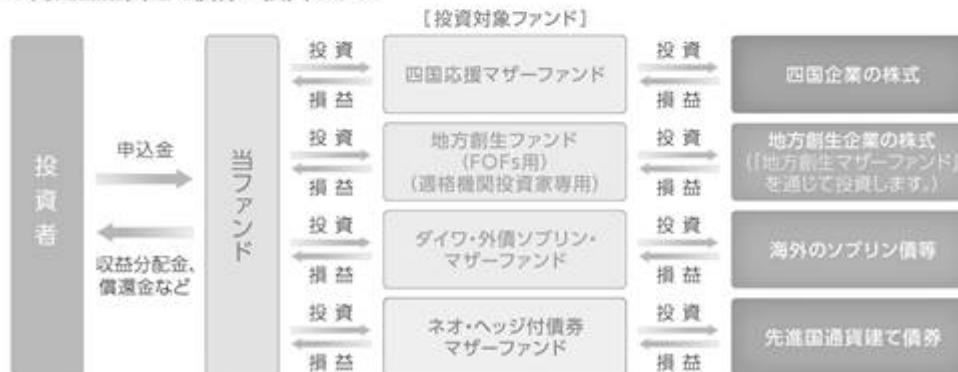 [投資対象ファンド]
投資者
申込金
収益分配金、
償還金など
当ファンド
投資
損益
四国応援マザーファンド
投資
損益
四国企業の株式
投資
損益
地方創生ファンド
(FOFs用)
(適格機関投資家専用)
投資
損益
地方創生企業の株式
(「地方創生マザーファンド」
を通じて投資します。)
投資
損益
ダイワ・外債ソブリン・
マザーファンド
投資
損益
海外のソブリン債等
投資
損益
ネオ・ヘッジ付債券
マザーファンド
投資
損益
先進国通貨建て債券